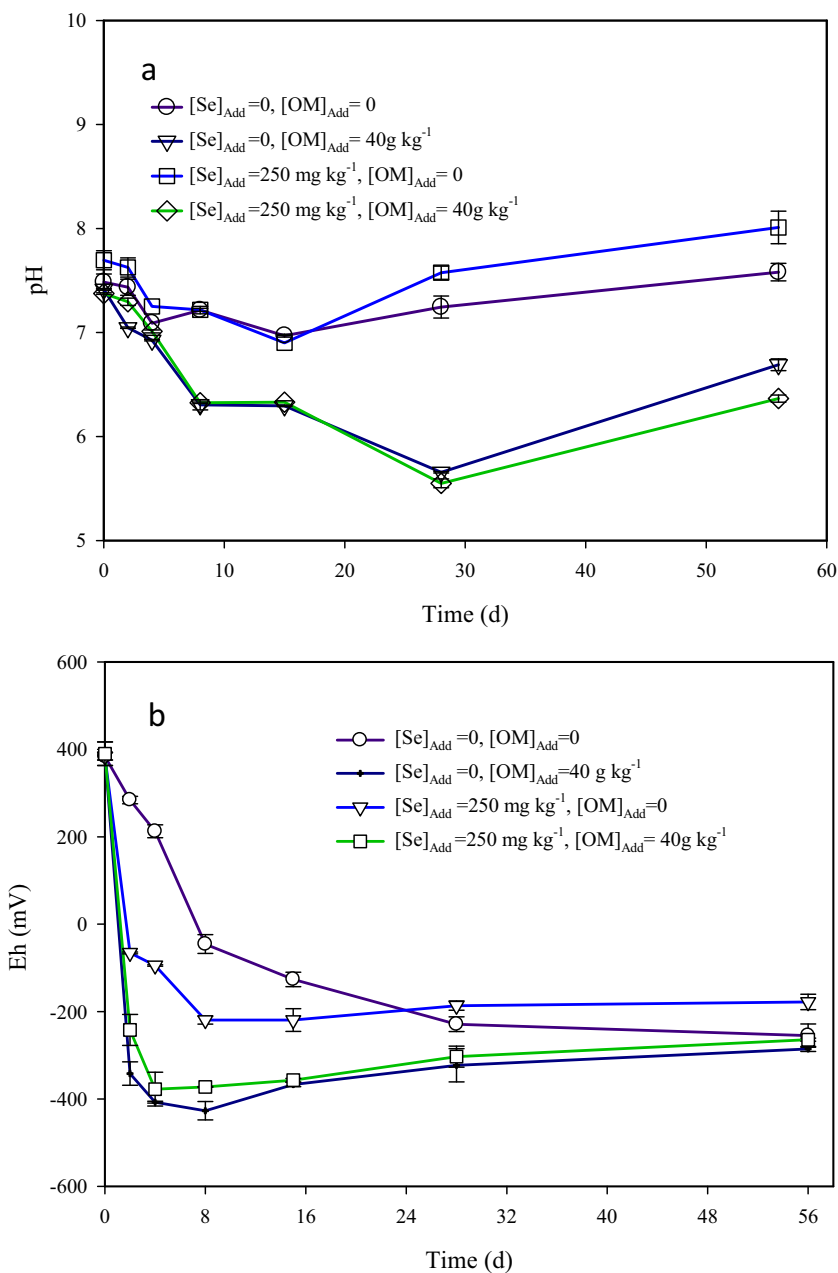 10
a
[Se]Add =0, [OM]Add= 0
9
[Se]Add =0, [OM]Add= 40g kg-1
[Se]Add =250 mg kg-1, [OM]Add= 0
[Se]Add =250 mg kg-1, [OM]Add= 40g kg-1
8
pH
7
6
5
0 10 20 30 40 50 60
Time (d)
600
b
[Se]Add =0, [OM]Add=0
400
[Se]Add =0, [OM]Add=40 g kg-1
[Se]Add =250 mg kg-1, [OM]Add=0
200
[Se]Add =250 mg kg-1, [OM]Add= 40g kg-1
Eh (mV)
0
-200
-400
-600
0 8 16 24 32 40 48 56
Time (d)